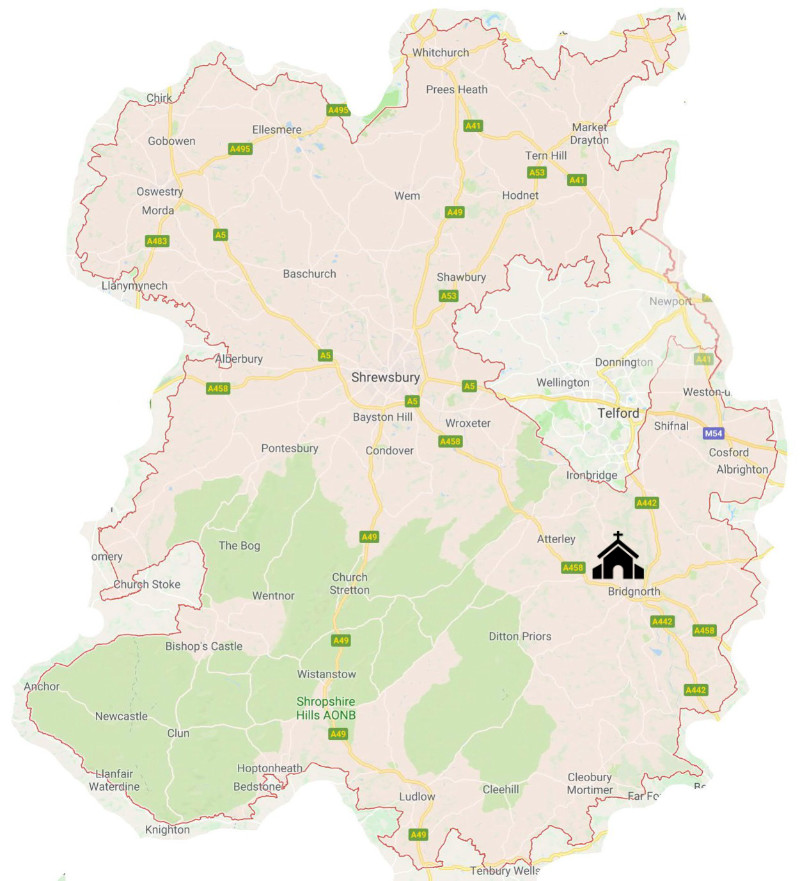 M
Whitchurch
Prees Heath
Chirk
A495
Ellesmere
A41
Market
Drayton
Gobowen
A495
Tern Hill
A53
A41
Oswestry
Morda
Wem
Hodnet
A49
A483
A5
Baschurch
Shawbury
Llanymynech
A53
Newport
Alderbury
A5
Donnington
A41
Shrewsbury
Wellington
A458
A5
Weston-u
A5
Bayston Hill
Wroxeter
Telford
Shifnal
M54
Pontesbury
Condover
A458
Cosford
Albrighton
Ironbridge
A442
The Bog
A49
Atterley
omery
Church Stoke
Church
Stretton
A458
Wentnor
Bridgnorth
A442
A458
Bishop's Castle
A49
Ditton Priors
Wistanstow
Anchor
A442
Shropshire
Hills AONB
Newcastle
Clun
A49
Llanfair
Waterdine
Hoptonheath
Bedstone
Cleobury
Mortimer
Ludlow
Cleehill
Far Fo
Knighton
A49
Tenbury Wells